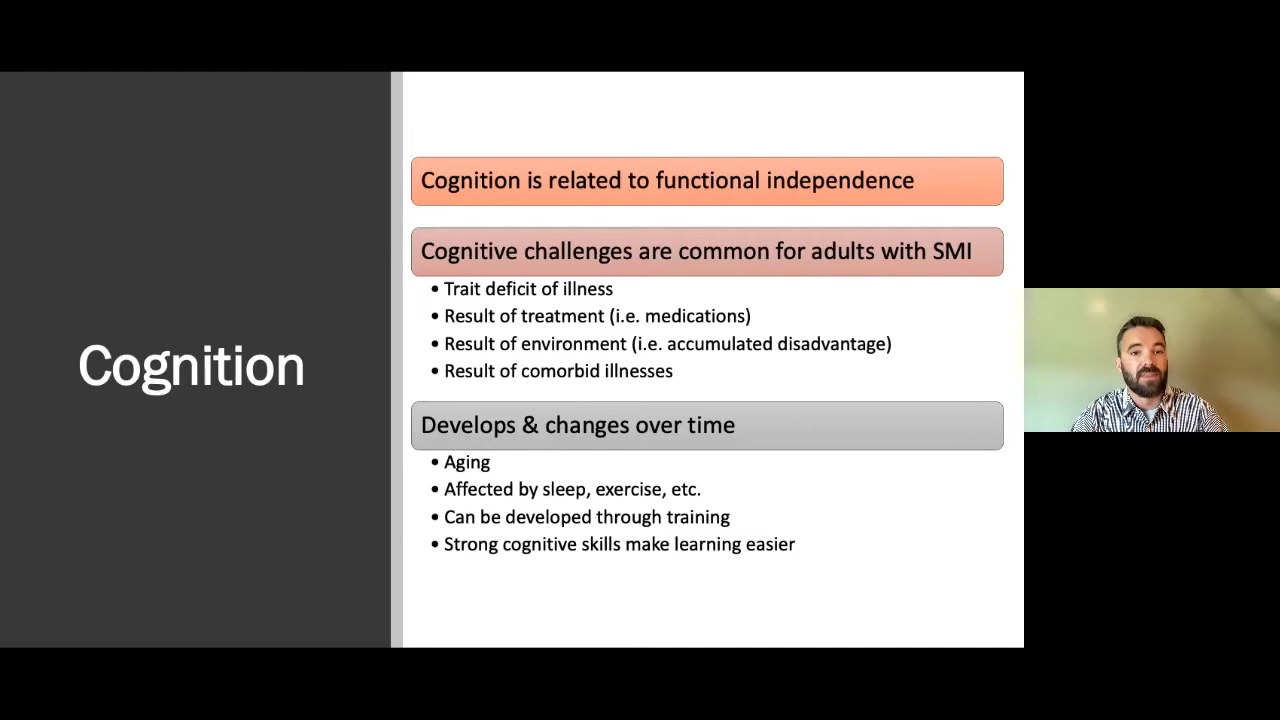 Cognition
Cognition is related to functional independence
Cognitive challenges are common for adults with SMI
• Trait deficit of illness
• Result of treatment (i.e. medications)
• Result of environment (i.e. accumulated disadvantage)
• Result of comorbid illnesses
Develops & changes over time
• Aging
• Affected by sleep, exercise, etc.
• Can be developed through training
• Strong cognitive skills make learning easier